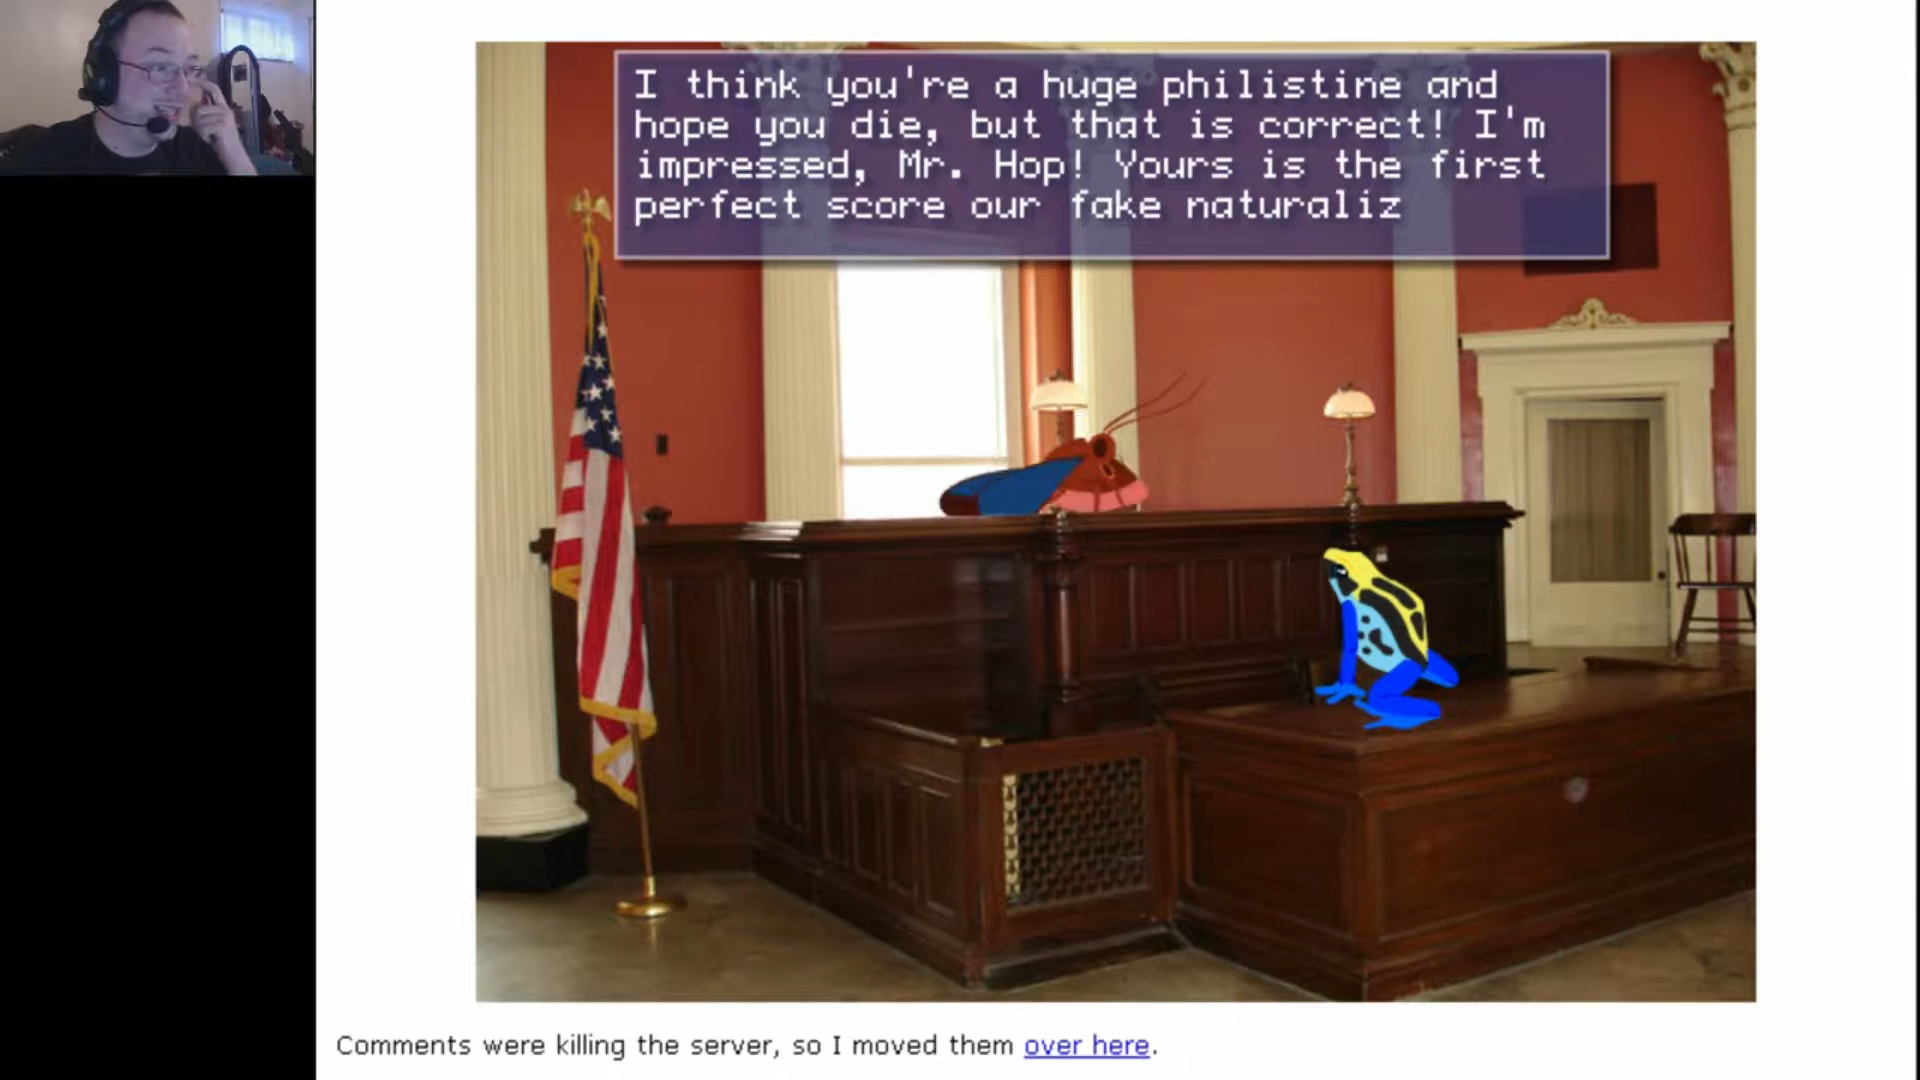 I think you're a huge philistine and
hope you die, but that is correct! I'm
impressed, Mr. Hop! Yours is the first
perfect score our fake naturaliz
Comments were killing the server, so I moved them over here.